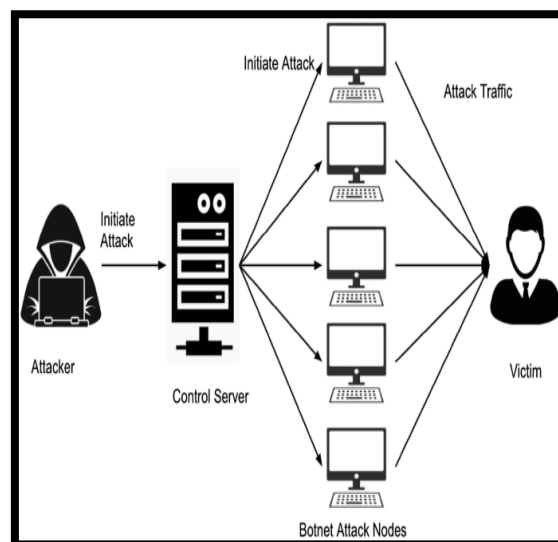 Initiate Attack
Attack Traffic
Initiate
Attack
Attacker
Control Server
Victim
Botnet Attack Nodes